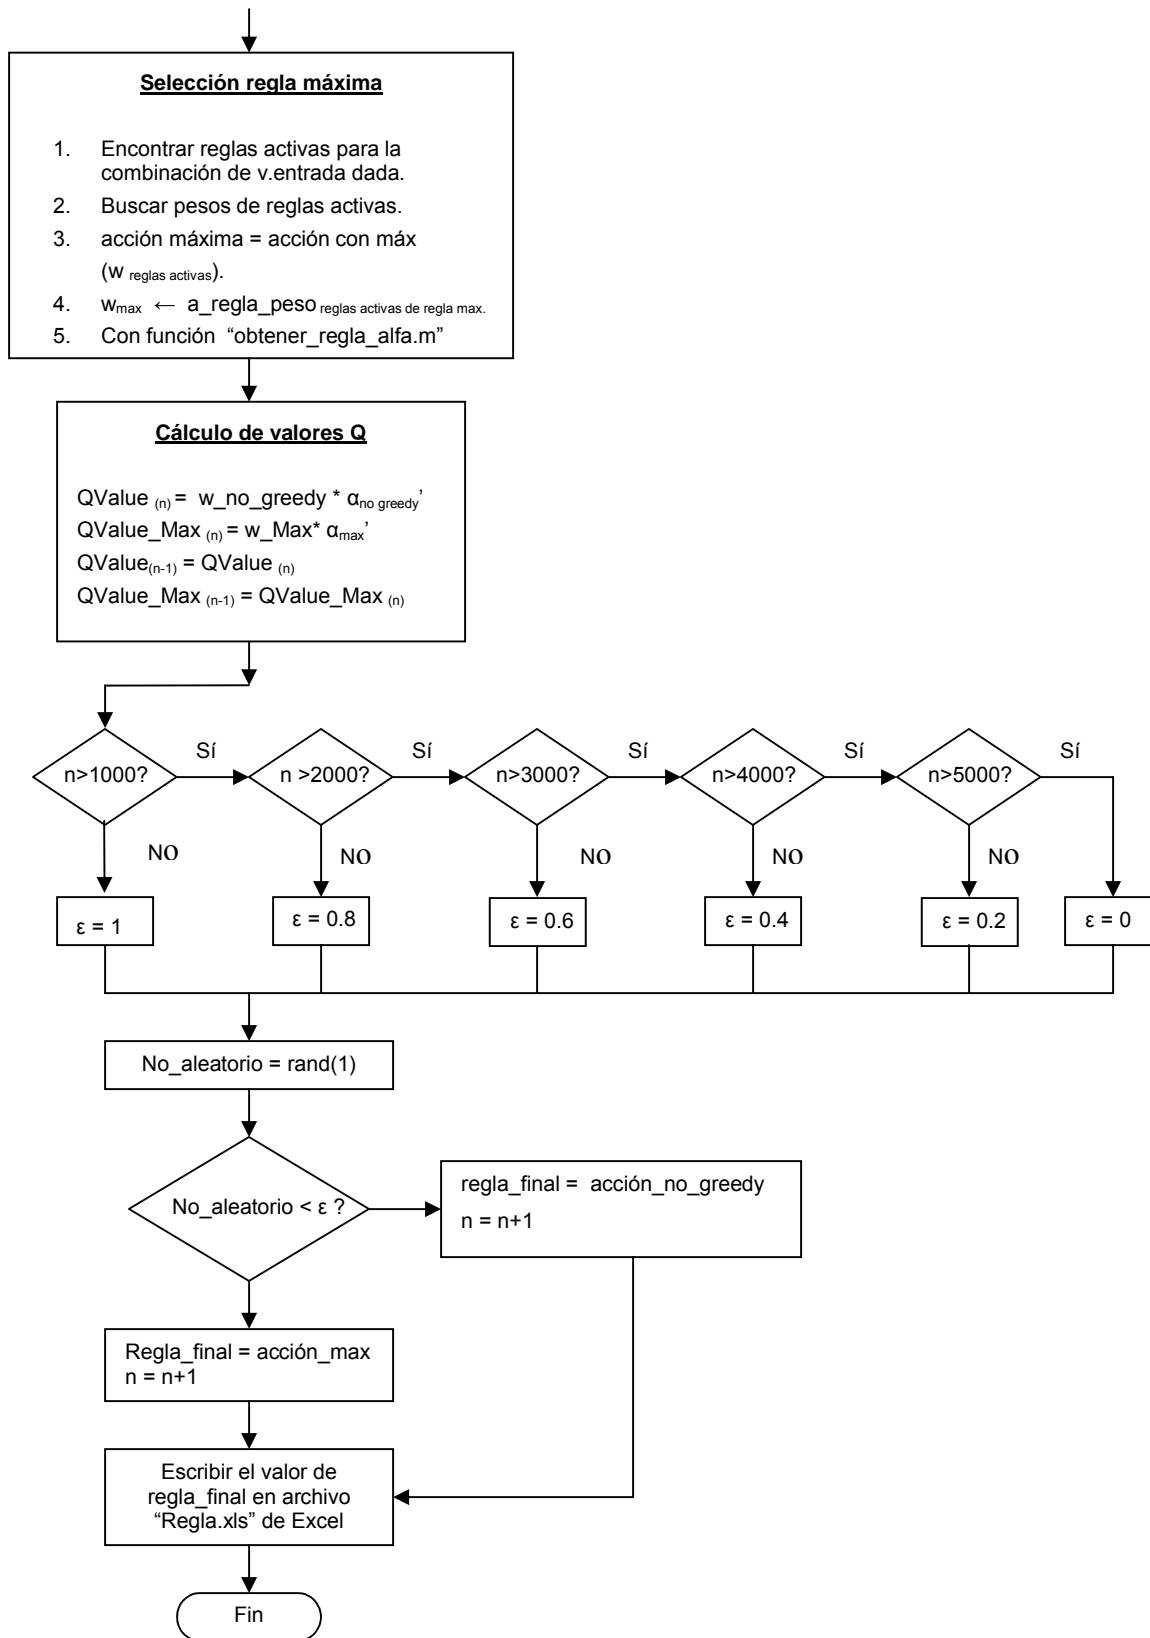 Selección regla máxima
1. Encontrar reglas activas para la
combinación de v.entrada dada.
2. Buscar pesos de reglas activas.
3. acción máxima = acción con máx
(w reglas activas).
4. wmax ← a_regla_peso reglas activas de regla max.
5. Con función “obtener_regla_alfa.m”
Cálculo de valores Q
QValue (n) = w_no_greedy * αno greedy’
QValue_Max (n) = w_Max* αmax’
QValue(n-1) = QValue (n)
QValue_Max (n-1) = QValue_Max (n)
n>1000?
Sí
n >2000?
Sí
n>3000?
Sí
n>4000?
Sí
n>5000?
Sí
NO
NO
NO
NO
NO
ε = 1
ε = 0.8
ε = 0.6
ε = 0.4
ε = 0.2
ε = 0
No_aleatorio = rand(1)
No_aleatorio < ε ?
regla_final = acción_no_greedy
n = n+1
Regla_final = acción_max
n = n+1
Escribir el valor de
regla_final en archivo
“Regla.xls” de Excel
Fin